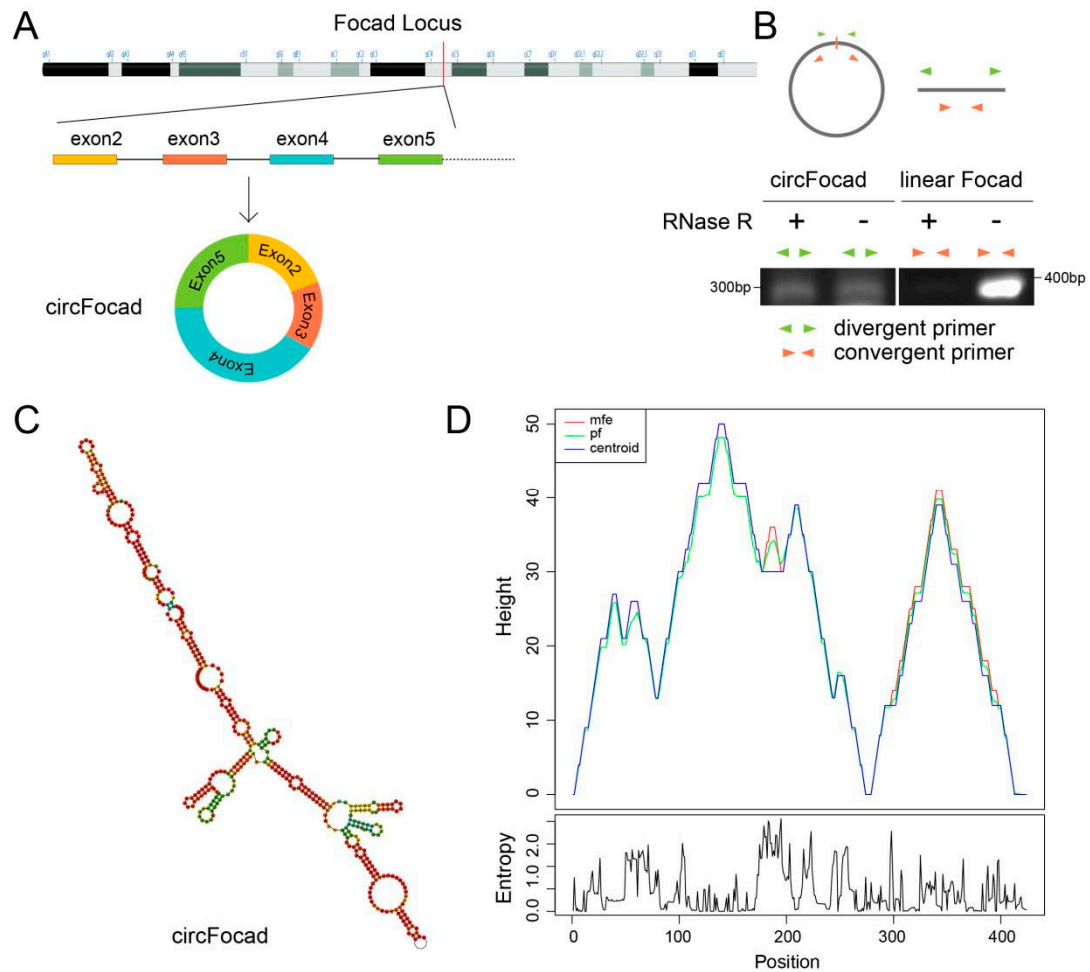 A
Focad Locus
exon2 exon3 exon4 exon5
Exon5 Exon2
Exon3
Exon4
circFocad
B
circFocad linear Focad
RNase R + - + -
300bp 400bp
divergent primer
convergent primer
C
circFocad
D
mfe
pf
centroid
Height
50
40
30
20
10
0
Entropy
2.0
1.0
0.0
0 100 200 300 400
Position